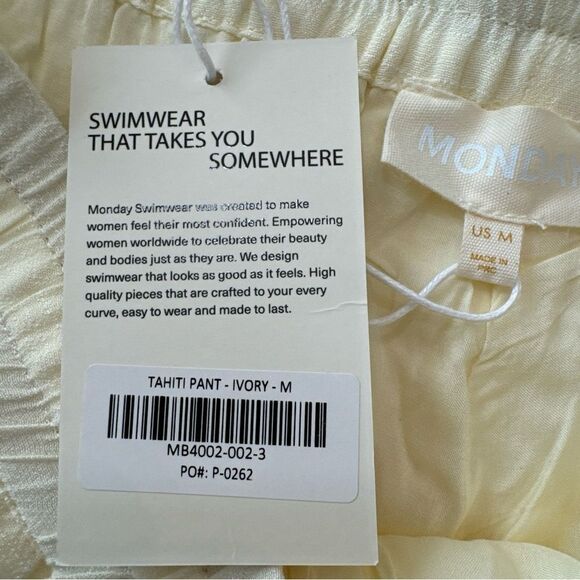 SWIMWEAR
THAT TAKES YOU
SOMEWHERE
Monday Swimwear was created to make
women feel their most confident. Empowering
women worldwide to celebrate their beauty
and bodies just as they are. We design
swimwear that looks as good as it feels. High
quality pieces that are crafted to your every
curve, easy to wear and made to last.
TAHITI PANT - IVORY - M
MB4002-002-3
PO#: P-0262
MONDA
US M
MADE IN
PRC